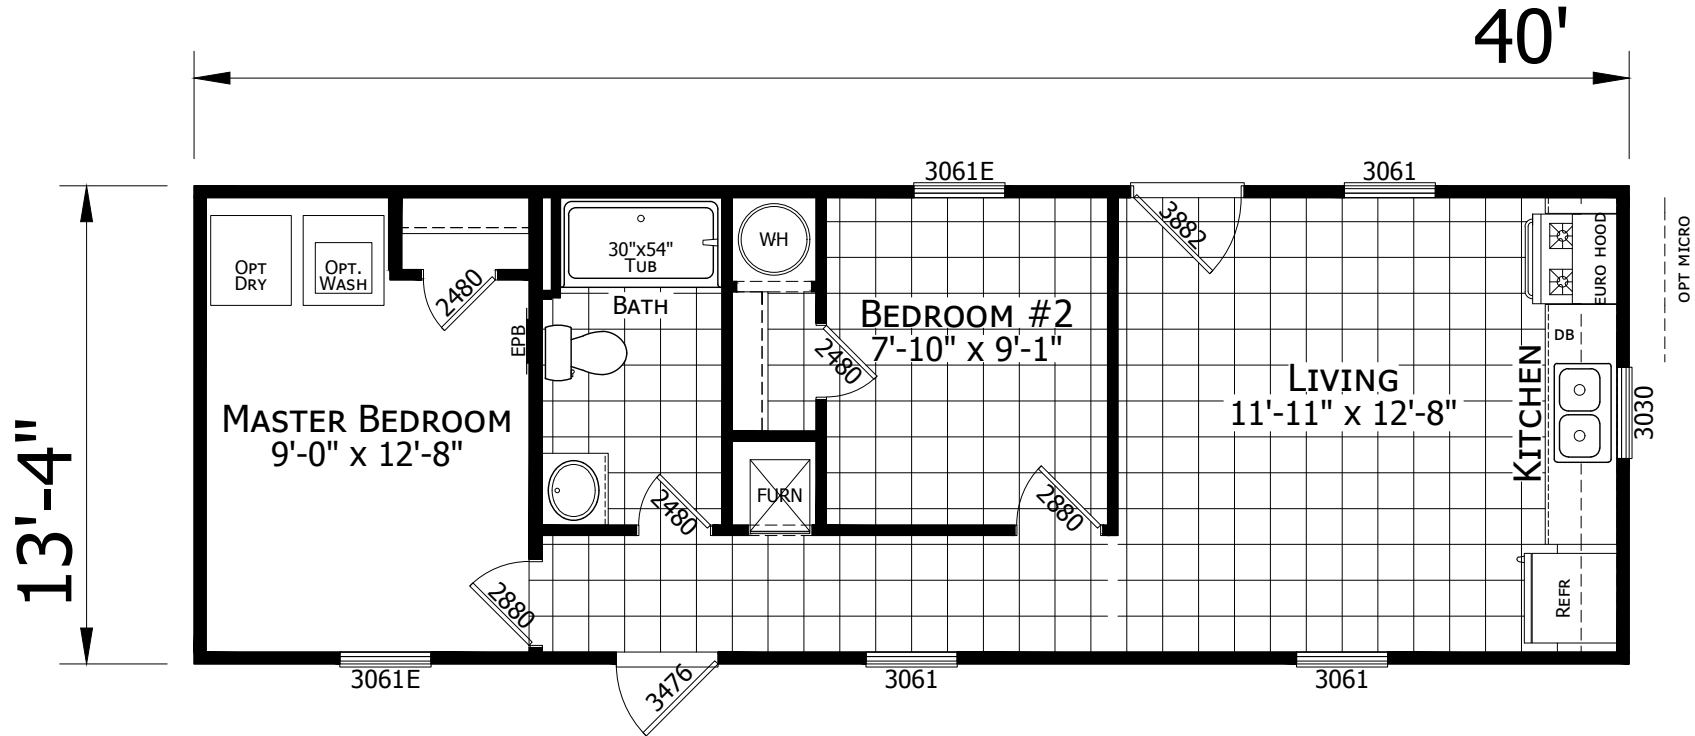 40'
3061E
3061
3882
OPT DRY
OPT. WASH
2480
30"x54"
TUB
WH
EURO HOOD
OPT MICRO
BATH
EPB
BEDROOM #2
7'-10" x 9'-1"
2480
DB
KITCHEN
LIVING
11'-11" x 12'-8"
3030
MASTER BEDROOM
9'-0" x 12'-8"
13'-4"
2480
FURN
2880
2880
REFR
3061E
3476
3061
3061